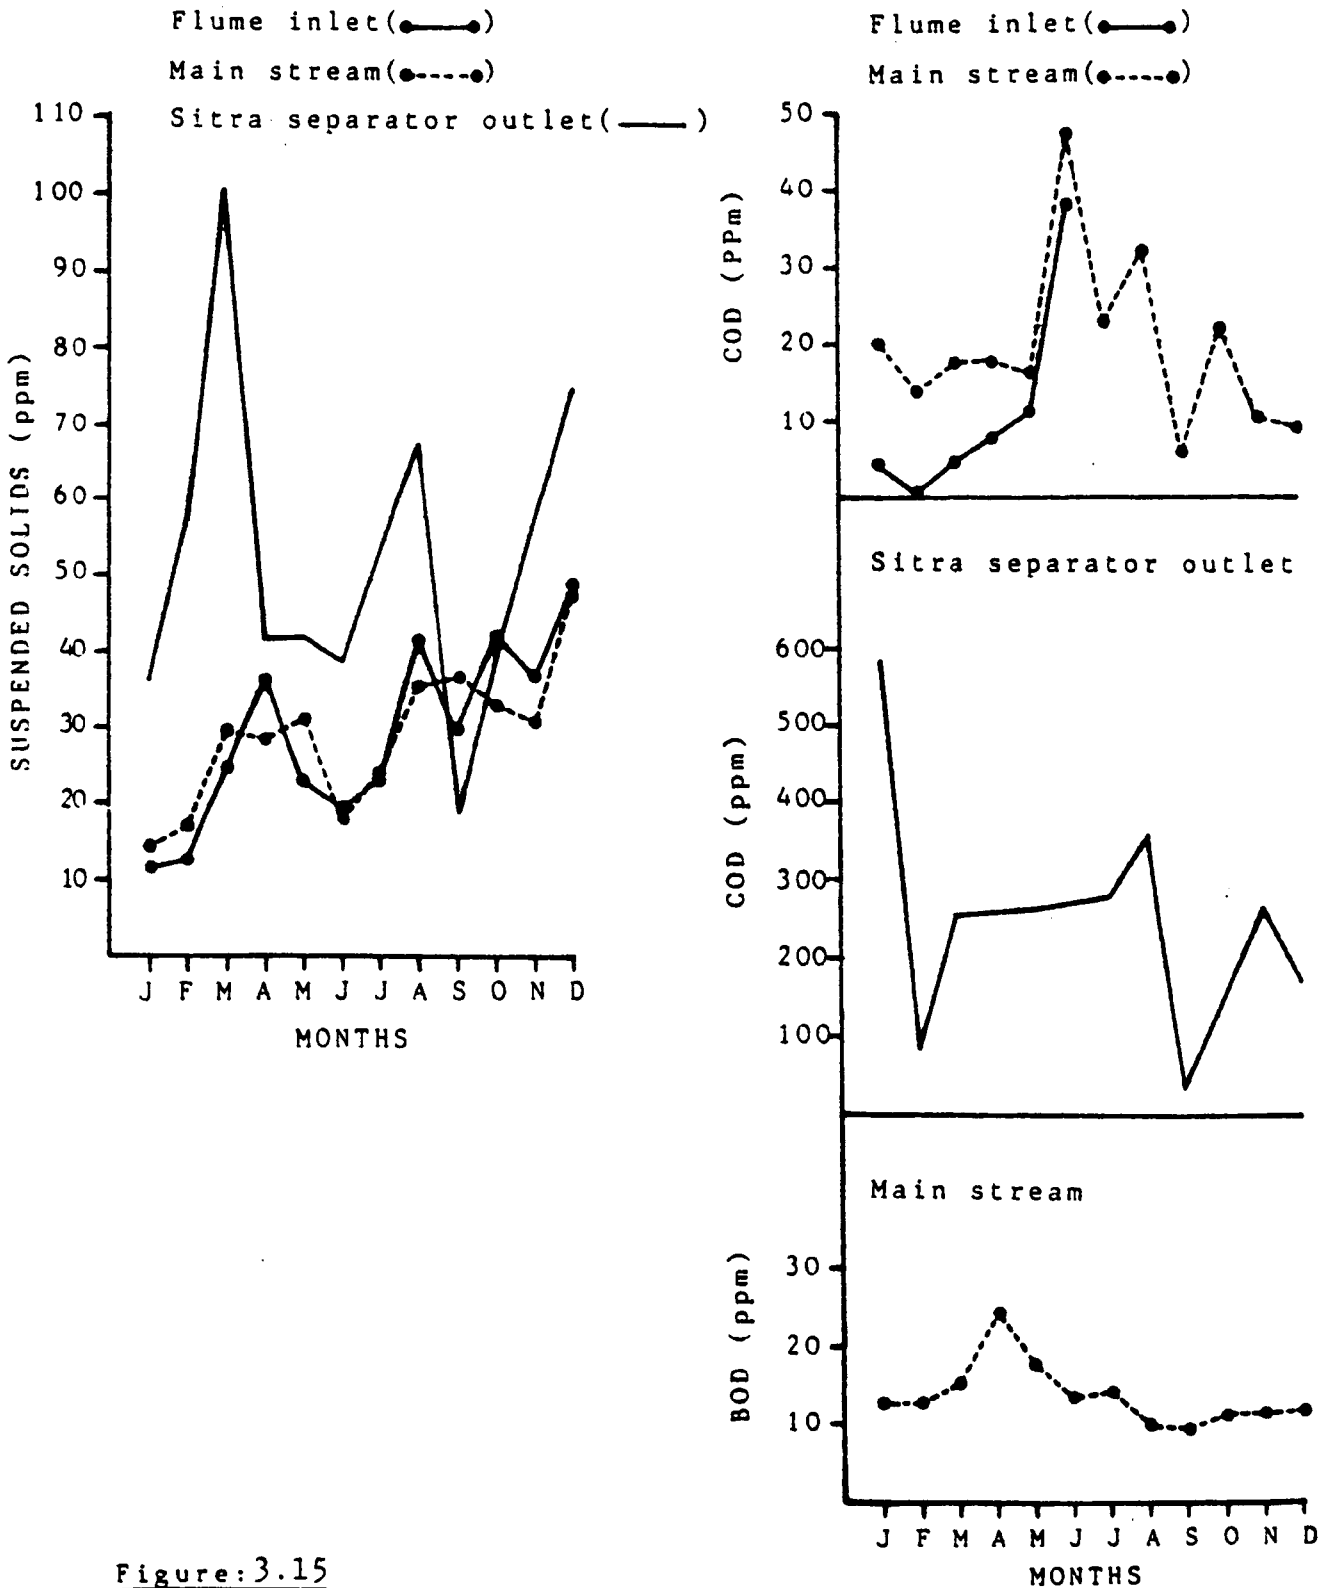 Flume inlet(●——●)
Main stream(●----●)
Sitra separator outlet(——)
110
100
90
80
70
60
50
40
30
20
10
SUSPENDED SOLIDS (ppm)
J F M A M J J A S O N D
MONTHS
Flume inlet(●——●)
Main stream(●----●)
50
40
30
20
10
COD (PPm)
Sitra separator outlet
600
500
400
300
200
100
COD (ppm)
Main stream
30
20
10
BOD (ppm)
J F M A M J J A S O N D
MONTHS
Figure:3.15